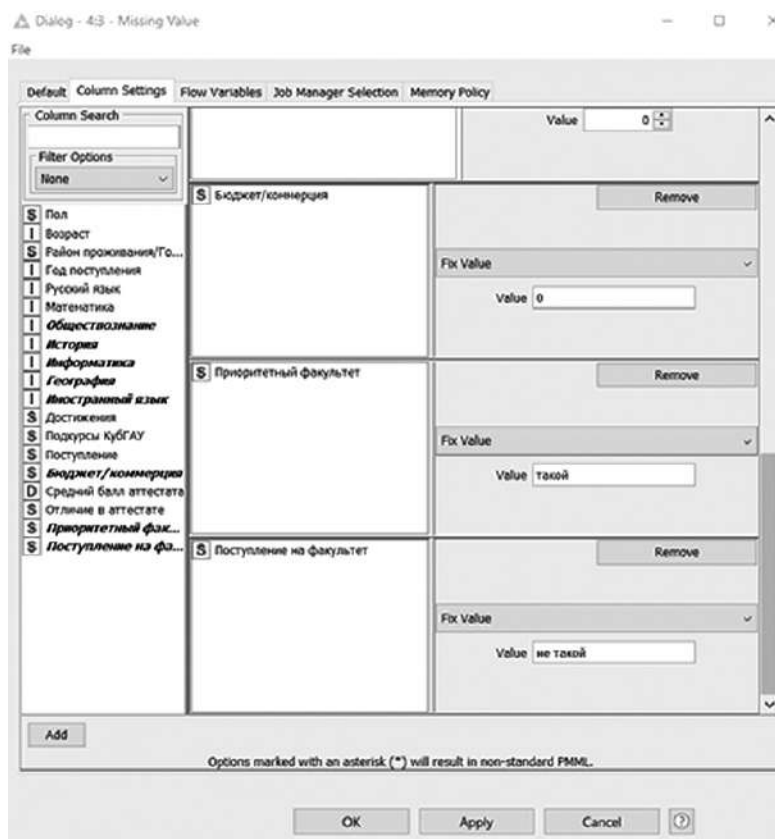 Dialog - 4:3 - Missing Value
File
Default Column Settings Flow Variables Job Manager Selection Memory Policy
Column Search
Filter Options
None
S Пол
I Возраст
S Район проживания/Го...
I Год поступления
I Русский язык
I Математика
I Обществознание
I История
I Информатика
I География
I Иностранный язык
S Достижения
S Подкурсы КубГАУ
S Поступление
S Бюджет/коммерция
D Средний балл аттестата
S Отличие в аттестате
S Приоритетный фак...
S Поступление на фа...
Value 0
S Бюджет/коммерция
Remove
Fix Value
Value 0
S Приоритетный факультет
Remove
Fix Value
Value такой
S Поступление на факультет
Remove
Fix Value
Value не такой
Add
Options marked with an asterisk (*) will result in non-standard PMML.
OK Apply Cancel ?